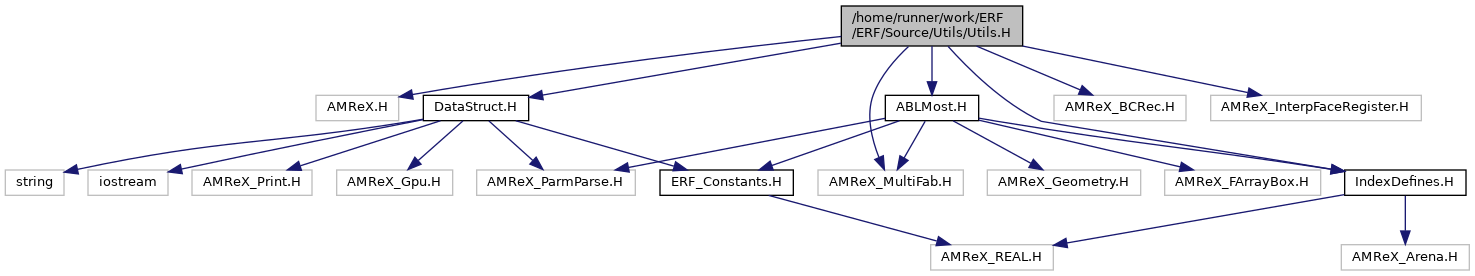 /home/runner/work/ERF
/ERF/Source/Utils/Utils.H
AMReX.H
DataStruct.H
ABLMost.H
AMReX_BCRec.H
AMReX_InterpFaceRegister.H
string
iostream
AMReX_Print.H
AMReX_Gpu.H
AMReX_ParmParse.H
ERF_Constants.H
AMReX_MultiFab.H
AMReX_Geometry.H
AMReX_FArrayBox.H
IndexDefines.H
AMReX_REAL.H
AMReX_Arena.H